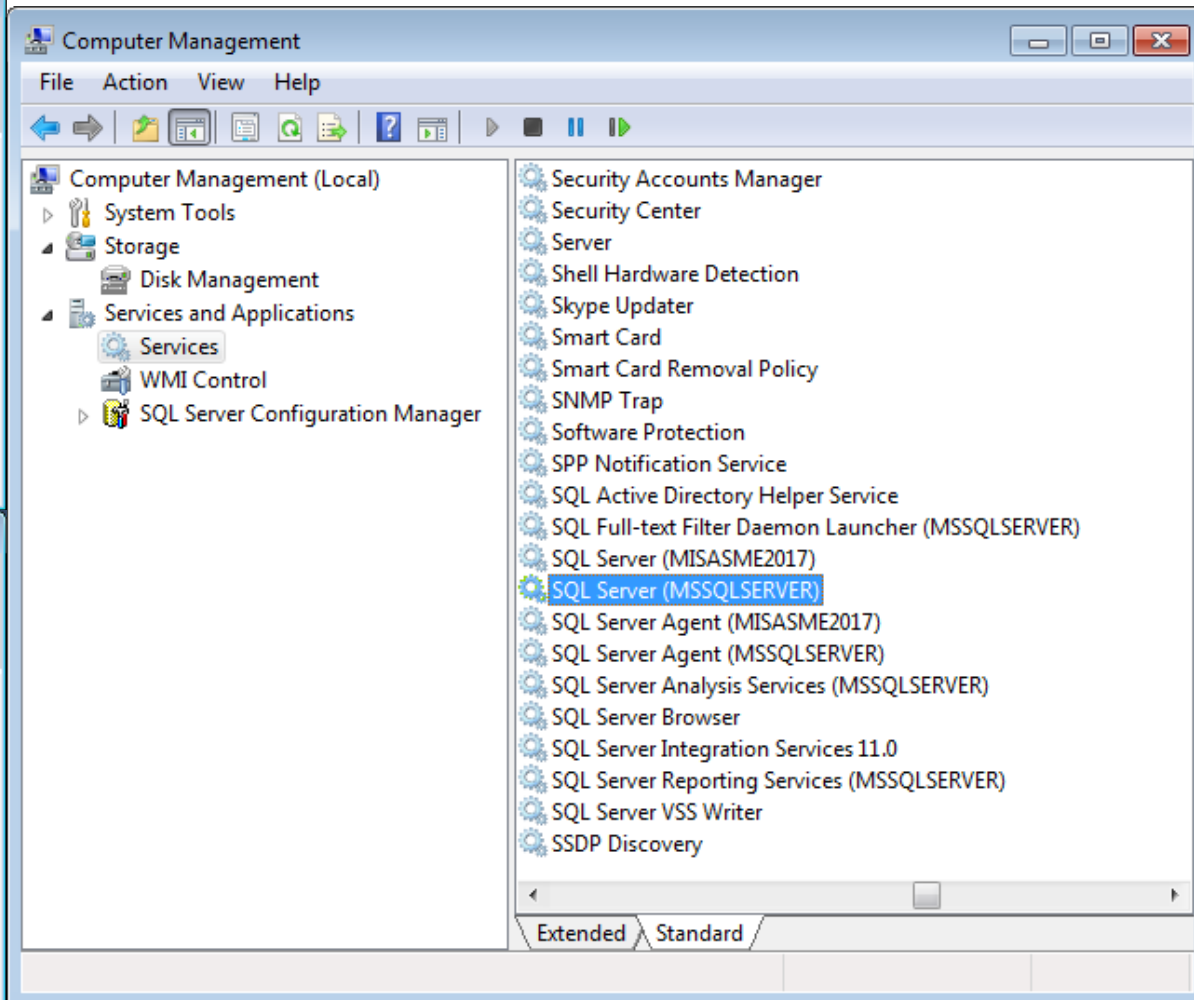 Computer Management
File Action View Help
Computer Management (Local)
System Tools
Storage
Disk Management
Services and Applications
Services
WMI Control
SQL Server Configuration Manager
Security Accounts Manager
Security Center
Server
Shell Hardware Detection
Skype Updater
Smart Card
Smart Card Removal Policy
SNMP Trap
Software Protection
SPP Notification Service
SQL Active Directory Helper Service
SQL Full-text Filter Daemon Launcher (MSSQLSERVER)
SQL Server (MISASME2017)
SQL Server (MSSQLSERVER)
SQL Server Agent (MISASME2017)
SQL Server Agent (MSSQLSERVER)
SQL Server Analysis Services (MSSQLSERVER)
SQL Server Browser
SQL Server Integration Services 11.0
SQL Server Reporting Services (MSSQLSERVER)
SQL Server VSS Writer
SSDP Discovery
Extended Standard